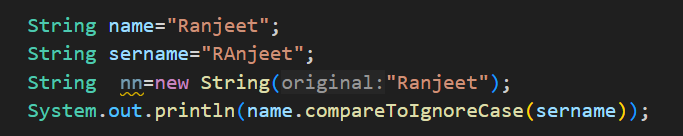 String name="Ranjeet";
String sername="RAnjeet";
String  nn=new String(original:"Ranjeet");
System.out.println(name.compareToIgnoreCase(sername));